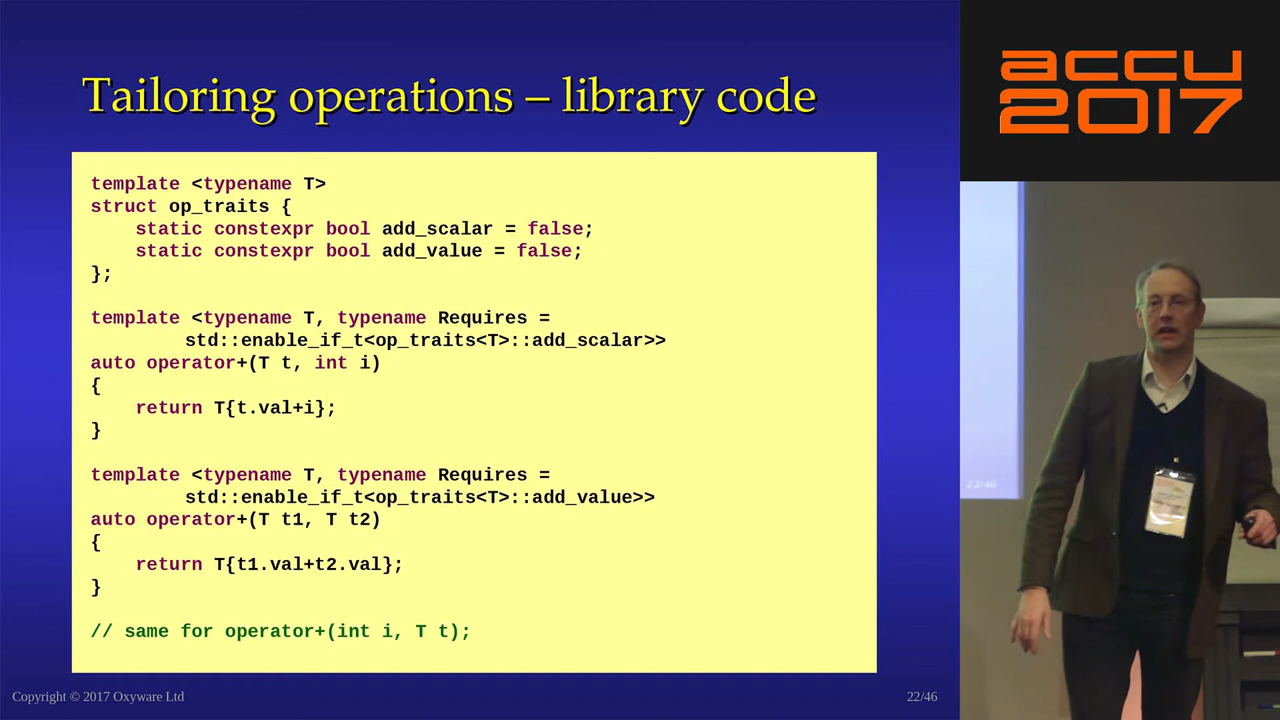 Tailoring operations – library code
template <typename T>
struct op_traits {
static constexpr bool add_scalar = false;
static constexpr bool add_value = false;
};
template <typename T, typename Requires =
std::enable_if_t<op_traits<T>::add_scalar>>
auto operator+(T t, int i)
{
return T{t.val+i};
}
template <typename T, typename Requires =
std::enable_if_t<op_traits<T>::add_value>>
auto operator+(T t1, T t2)
{
return T{t1.val+t2.val};
}
// same for operator+(int i, T t);
Copyright © 2017 Oxyware Ltd
22/46
accu
2017
22/46